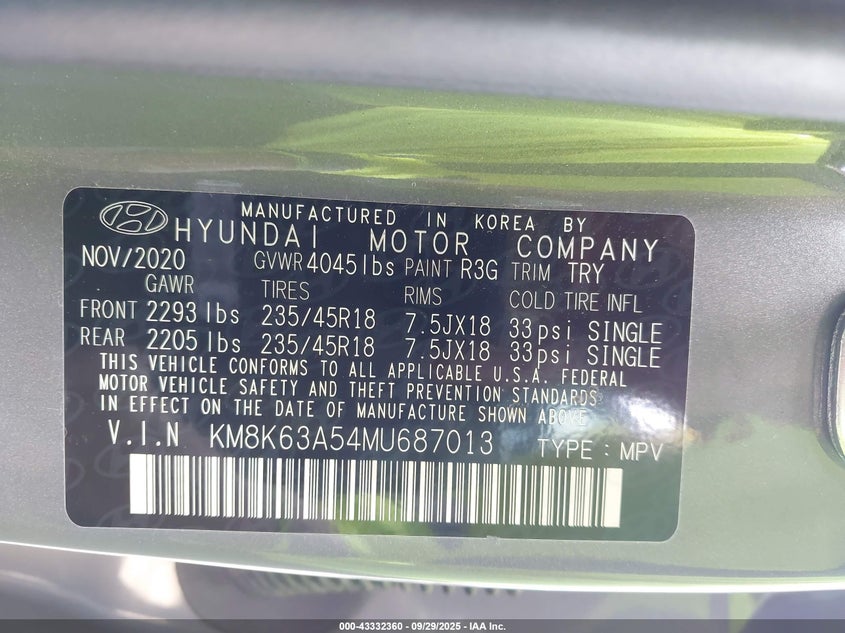 MANUFACTURED IN KOREA BY
HYUNDAI MOTOR COMPANY
NOV/2020 GVWR 4045 lbs PAINT R3G TRIM TRY
GAWR TIRES RIMS COLD TIRE INFL
FRONT 2293 lbs 235/45R18 7.5JX18 33psi SINGLE
REAR 2205 lbs 235/45R18 7.5JX18 33psi SINGLE
THIS VEHICLE CONFORMS TO ALL APPLICABLE U.S.A. FEDERAL
MOTOR VEHICLE SAFETY AND THEFT PREVENTION STANDARDS
IN EFFECT ON THE DATE OF MANUFACTURE SHOWN ABOVE
V.I.N KM8K63A54MU687013 TYPE : MPV
000-43332360 - 09/29/2025 - IAA Inc.